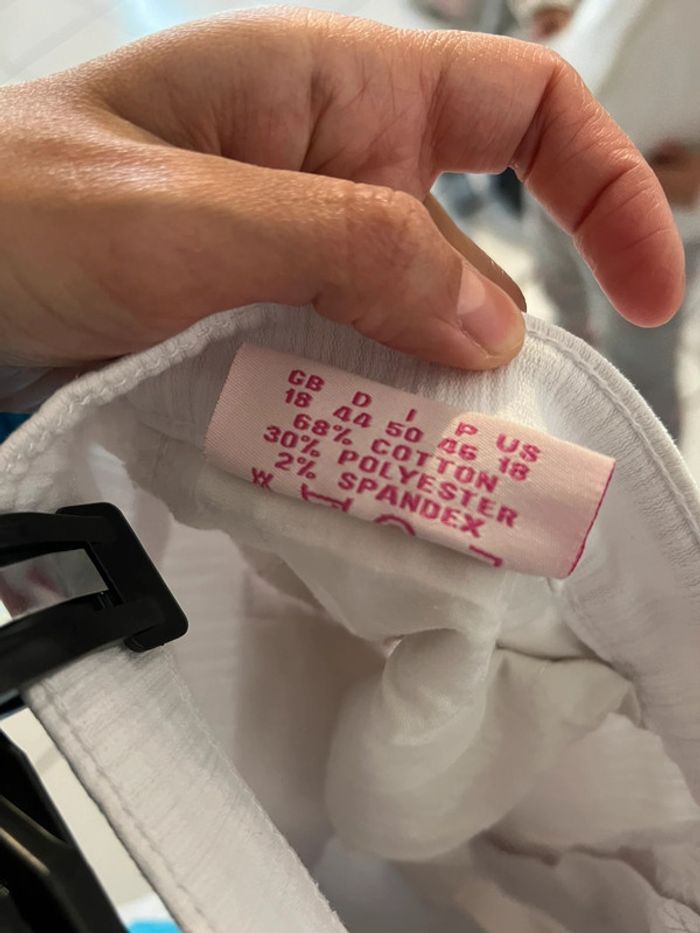 GB D I P US
18 44 50 46 18
68% COTTON
30% POLYESTER
2% SPANDEX